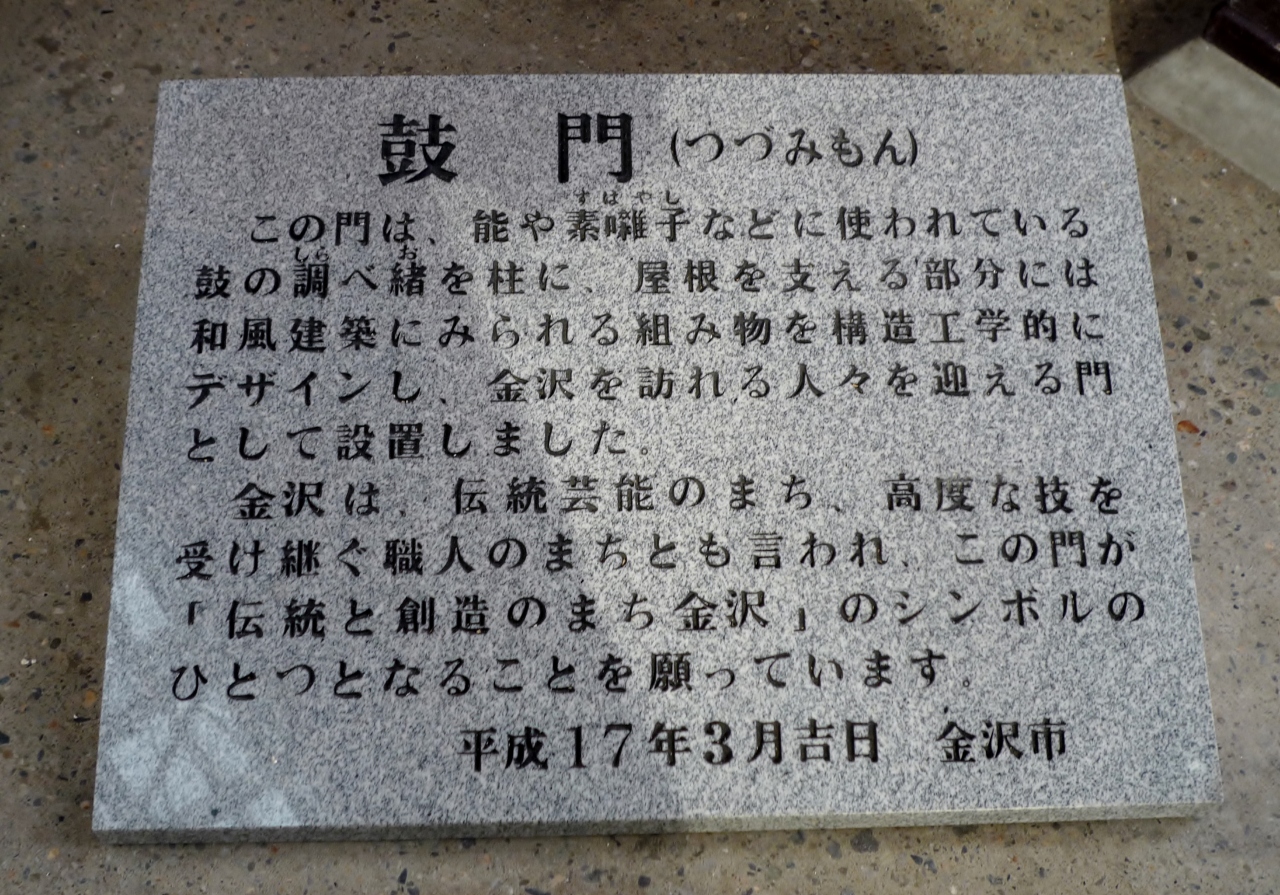 鼓 門 (つづみもん)
この門は、能や素囃子などに使われている
すばやし
鼓の調べ緒を柱に、屋根を支える部分には
しら お
和風建築にみられる組み物を構造工学的に
デザインし、金沢を訪れる人々を迎える門
として設置しました。
金沢は、伝統芸能のまち、高度な技を
受け継ぐ職人のまちとも言われ、この門が
「伝統と創造のまち金沢」のシンボルの
ひとつとなることを願っています。
平成17年3月吉日 金沢市